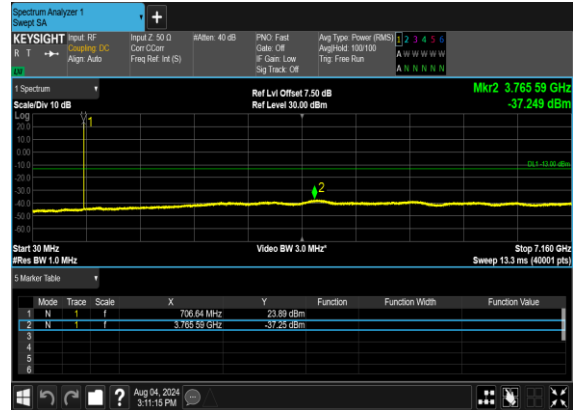 Spectrum Analyzer 1
Swept SA
+
KEYSIGHT Input: RF Input Z: 50 Ω #Atten: 40 dB PNO: Fast Avg Type: Power (RMS) 1 2 3 4 5 6
R T Coupling: DC Corr CCorr Gate: Off Avg|Hold: 100/100 A W W W W W
Align: Auto Freq Ref: Int (S) IF Gain: Low Trig: Free Run
Sig Track: Off A N N N N N
1 Spectrum Ref Lvl Offset 7.50 dB Mkr2 3.765 59 GHz
Scale/Div 10 dB Ref Level 30.00 dBm -37.249 dBm
Log
1
20.0
10.0
0.00
-10.0
DL1 -13.00 dBm
-20.0
-30.0
2
-40.0
-50.0
-60.0
Start 30 MHz Video BW 3.0 MHz* Stop 7.160 GHz
#Res BW 1.0 MHz Sweep 13.3 ms (40001 pts)
5 Marker Table
Mode Trace Scale X Y Function Function Width Function Value
1 N 1 f 706.64 MHz 23.89 dBm
2 N 1 f 3.765 59 GHz -37.25 dBm
3
4
5
6
? Aug 04, 2024
3:11:15 PM